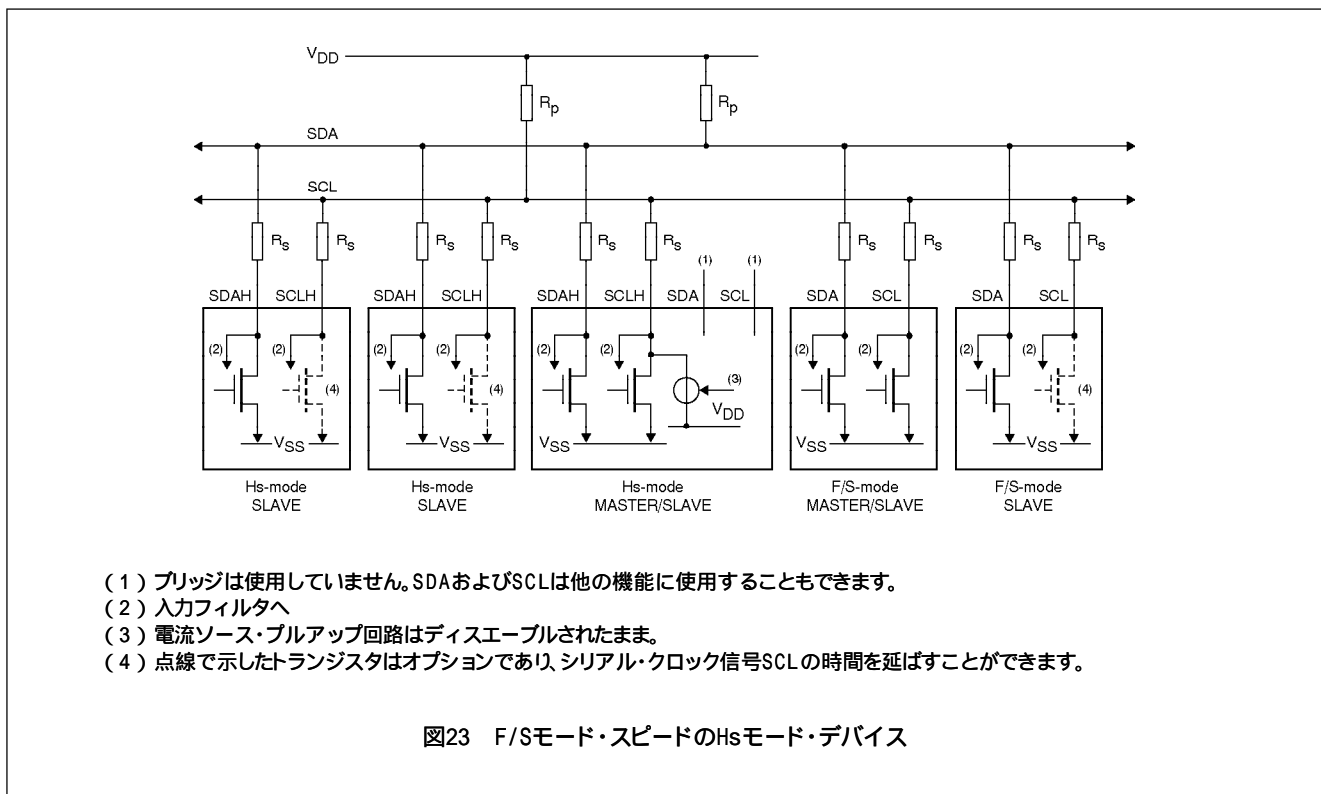 VDD
Rp Rp
SDA
SCL
Rs Rs Rs Rs Rs Rs Rs Rs Rs Rs
(1) (1)
SDAH SCLH SDAH SCLH SDAH SCLH SDA SCL SDA SCL SDA SCL
(2) (2) (2) (2) (2) (2) (2) (2) (2) (2)
(4) (4) (3) (4)
VDD
VSS VSS VSS VSS VSS
Hs-mode Hs-mode Hs-mode F/S-mode F/S-mode
SLAVE SLAVE MASTER/SLAVE MASTER/SLAVE SLAVE
(1)ブリッジは使用していません。SDAおよびSCLは他の機能に使用することもできます。
(2)入力フィルタへ
(3)電流ソース・プルアップ回路はディスエーブルされたまま。
(4)点線で示したトランジスタはオプションであり、シリアル・クロック信号SCLの時間を延ばすことができます。
図23 F/Sモード・スピードのHsモード・デバイス